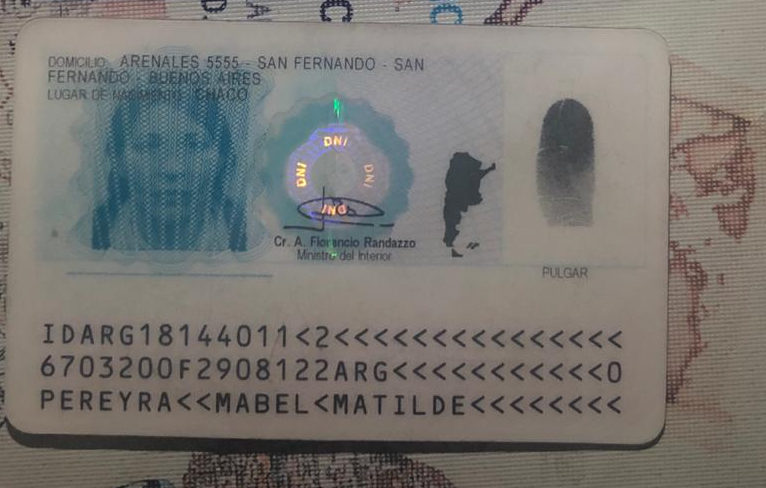 DOMICILIO: ARENALES 5555 - SAN FERNANDO - SAN
FERNANDO - BUENOS AIRES
LUGAR DE NACIMIENTO: CHACO
DNI
DNI
DNI
DNI
Cr. A. Florencio Randazzo
Ministro del Interior
PULGAR
IDARG18144011<2<<<<<<<<<<<<<<<
6703200F2908122ARG<<<<<<<<<<<0
PEREYRA<<MABEL<MATILDE<<<<<<<<